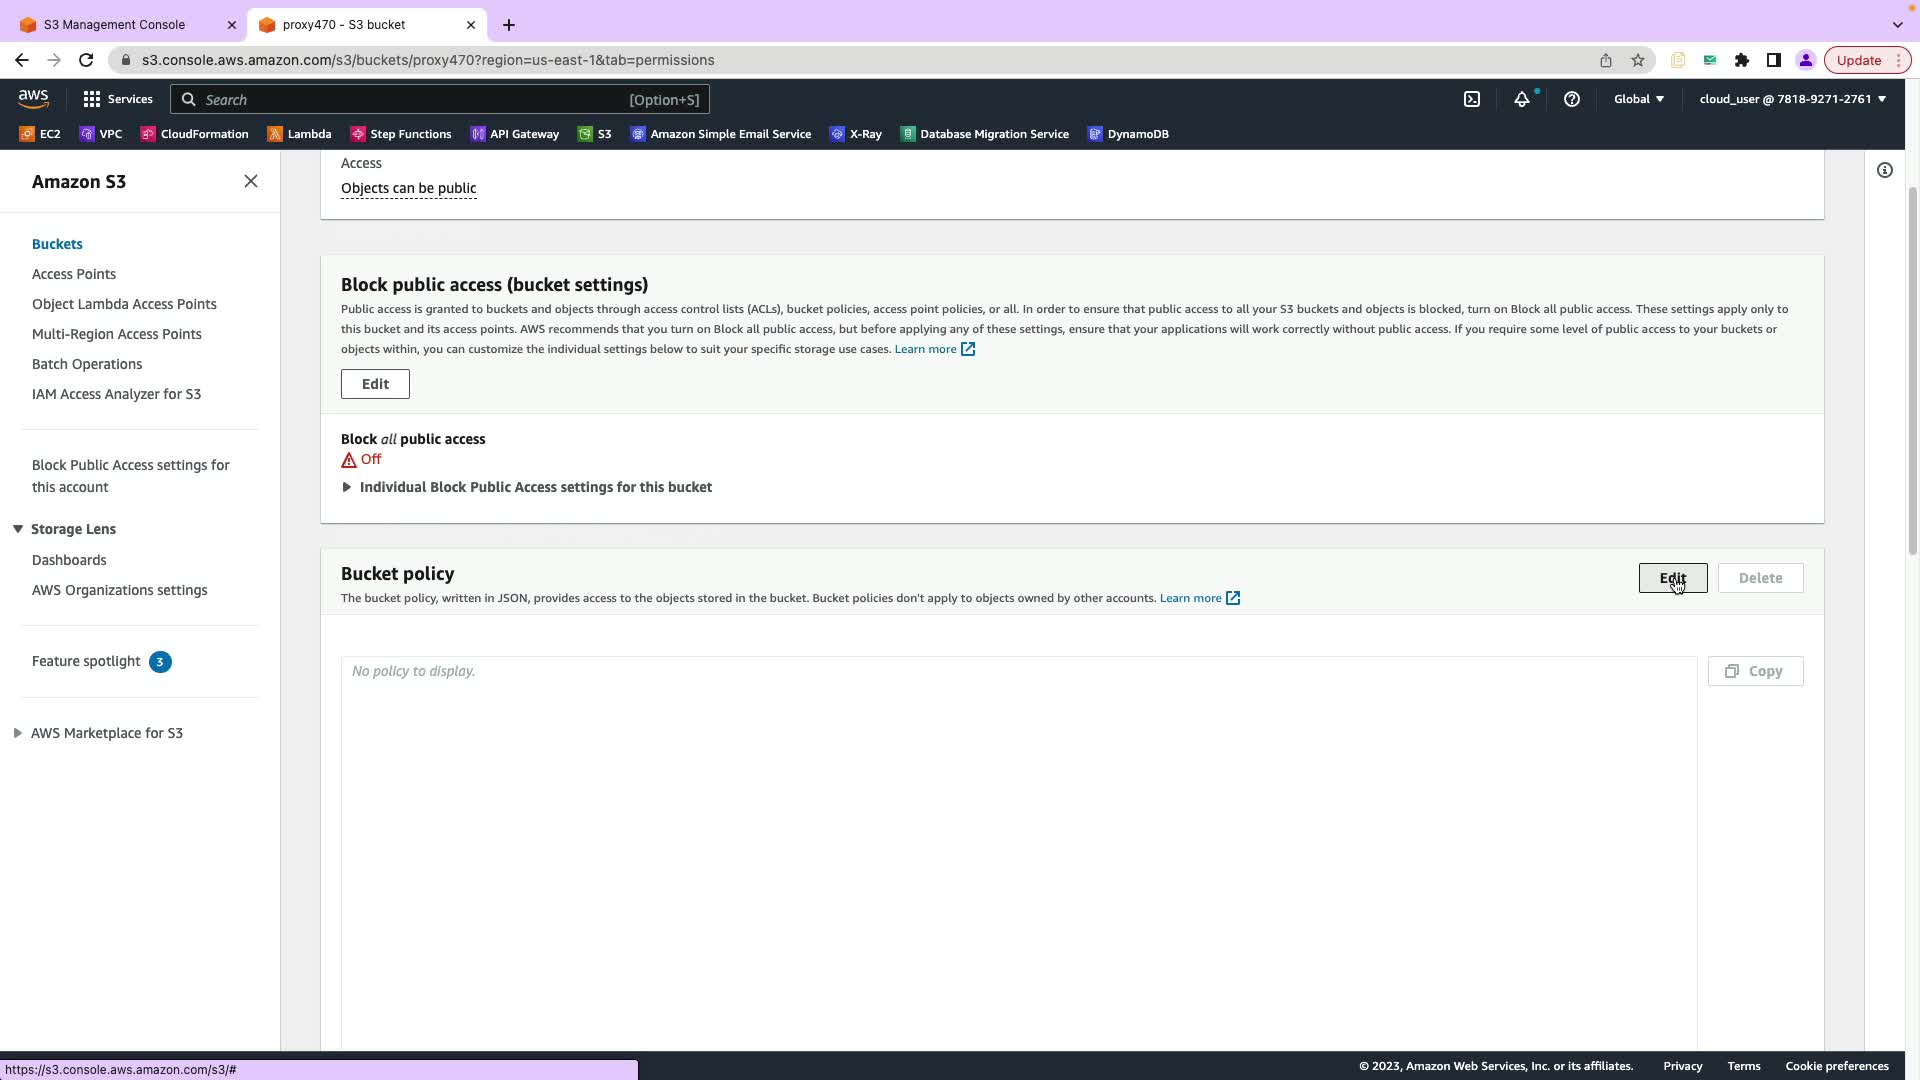 S3 Management Console
proxy470 - S3 bucket
s3.console.aws.amazon.com/s3/buckets/proxy470?region=us-east-1&tab=permissions
Update
aws
Services
Search
[Option+S]
Global
cloud_user @ 7818-9271-2761
EC2
VPC
CloudFormation
Lambda
Step Functions
API Gateway
S3
Amazon Simple Email Service
X-Ray
Database Migration Service
DynamoDB
Amazon S3
Buckets
Access Points
Object Lambda Access Points
Multi-Region Access Points
Batch Operations
IAM Access Analyzer for S3
Block Public Access settings for
this account
Storage Lens
Dashboards
AWS Organizations settings
Feature spotlight 3
AWS Marketplace for S3
Access
Objects can be public
Block public access (bucket settings)
Public access is granted to buckets and objects through access control lists (ACLs), bucket policies, access point policies, or all. In order to ensure that public access to all your S3 buckets and objects is blocked, turn on Block all public access. These settings apply only to
this bucket and its access points. AWS recommends that you turn on Block all public access, but before applying any of these settings, ensure that your applications will work correctly without public access. If you require some level of public access to your buckets or
objects within, you can customize the individual settings below to suit your specific storage use cases. Learn more
Edit
Block all public access
Off
Individual Block Public Access settings for this bucket
Bucket policy
Edit
Delete
The bucket policy, written in JSON, provides access to the objects stored in the bucket. Bucket policies don't apply to objects owned by other accounts. Learn more
No policy to display.
Copy
https://s3.console.aws.amazon.com/s3/#
© 2023, Amazon Web Services, Inc. or its affiliates.
Privacy
Terms
Cookie preferences